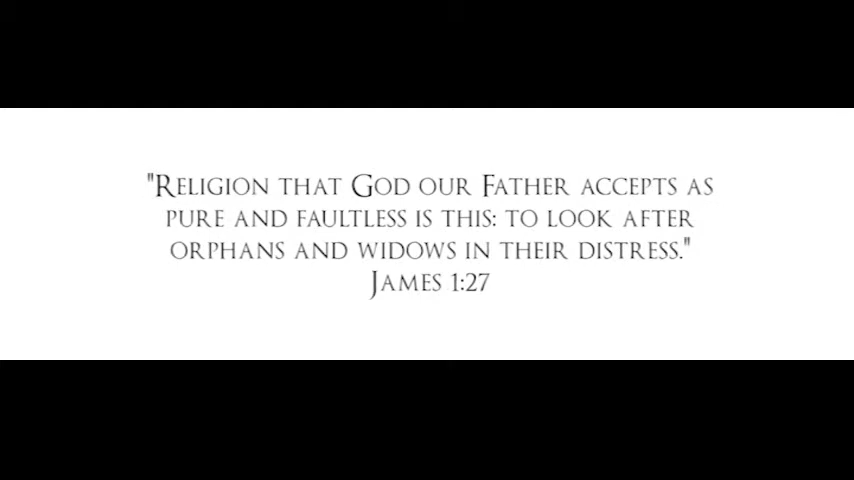 "Religion that God our Father accepts as
pure and faultless is this: to look after
orphans and widows in their distress."
James 1:27